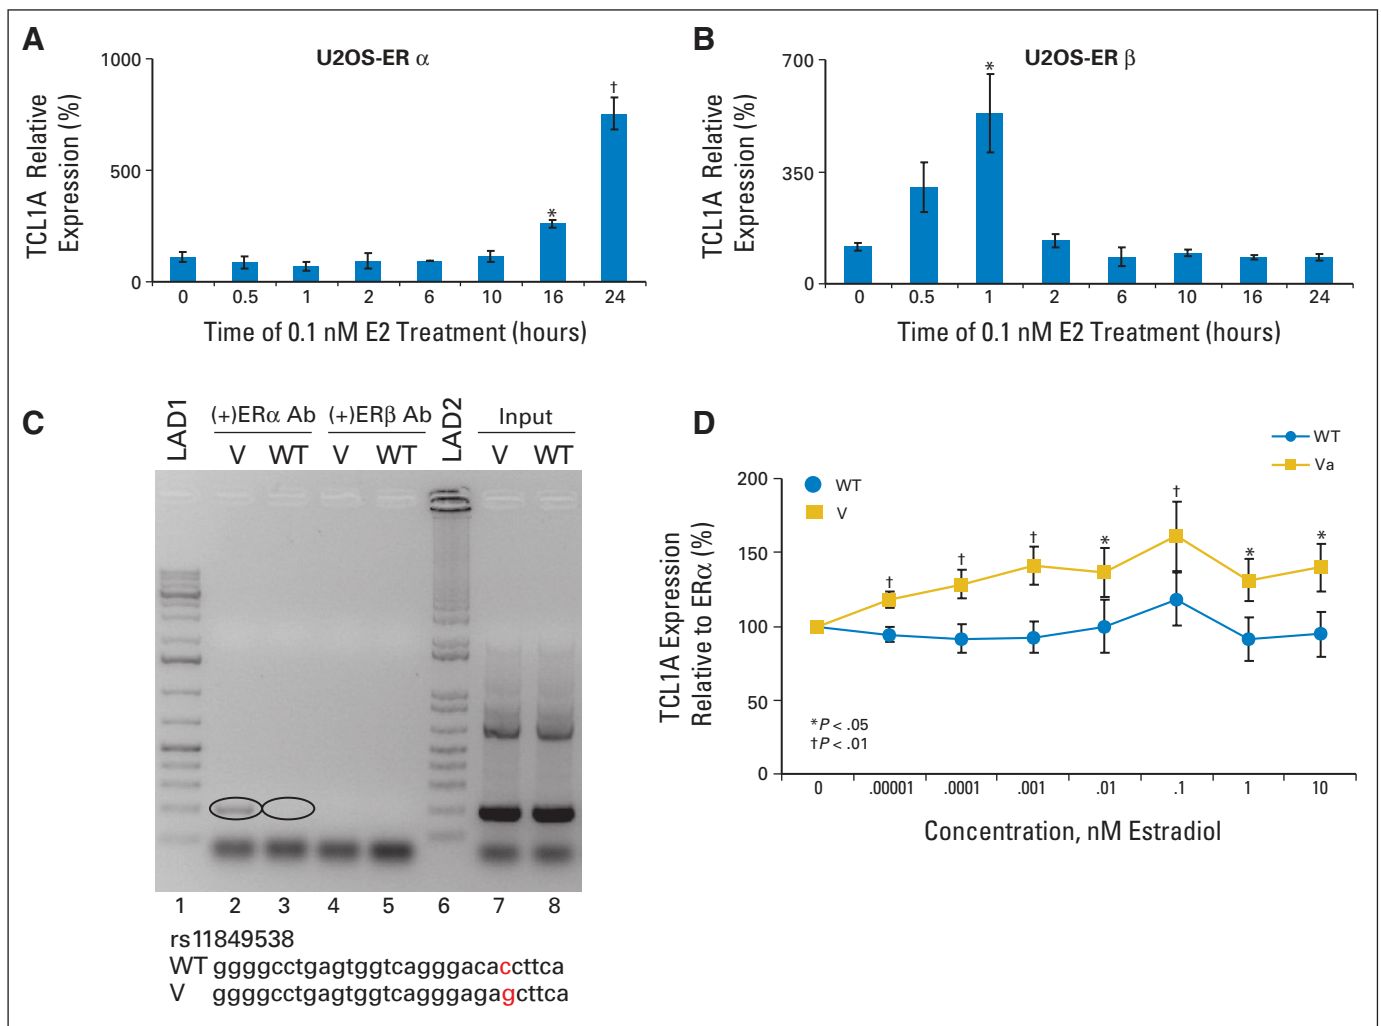 A
U2OS-ER α
TCL1A Relative
Expression (%)
1000
500
0
0 0.5 1 2 6 10 16 24
* †
Time of 0.1 nM E2 Treatment (hours)
B
U2OS-ER β
TCL1A Relative
Expression (%)
700
350
0
*
0 0.5 1 2 6 10 16 24
Time of 0.1 nM E2 Treatment (hours)
C
LAD1 (+)ERα Ab (+)ERβ Ab LAD2 Input
V WT V WT V WT
1 2 3 4 5 6 7 8
rs11849538
WT ggggcctgagtggtcagggacaccttca
V ggggcctgagtggtcagggagagcttca
D
WT
Va
WT
V
TCL1A Expression
Relative to ERα (%)
200
150
100
50
0
† † † * † * *
*P < .05
†P < .01
0 .00001 .0001 .001 .01 .1 1 10
Concentration, nM Estradiol